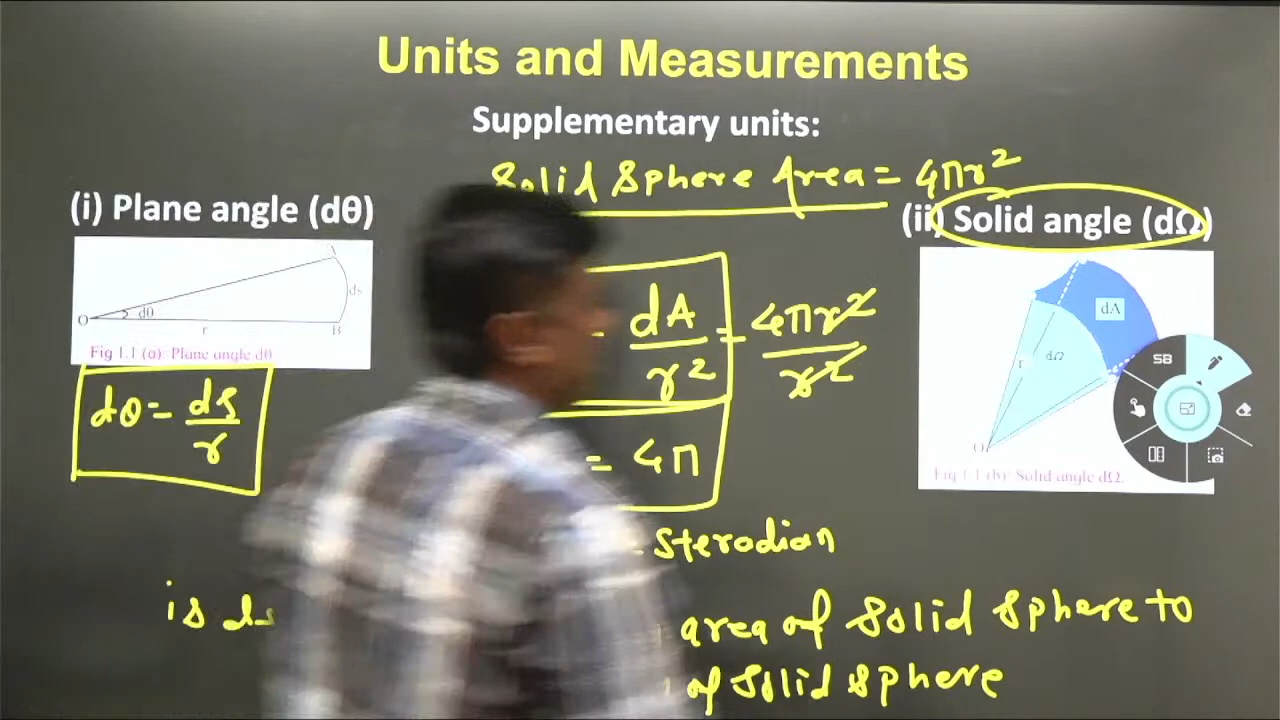 Units and Measurements
Supplementary units:
Solid Sphere Area = 4πr²
(i) Plane angle (dθ)
(ii) Solid angle (dΩ)
O dθ r B ds
Fig 1.1 (a): Plane angle dθ
dθ = ds/r
= dA/r² = 4πr²/r²
= 4π
r dΩ dA O
SB
Fig 1.1 (b): Solid angle dΩ.
Steradian
is
area of Solid Sphere to
of Solid Sphere